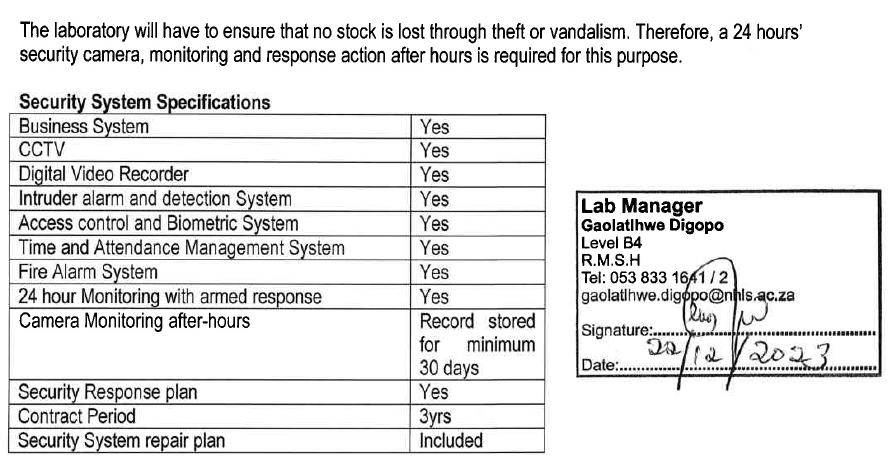 The laboratory will have to ensure that no stock is lost through theft or vandalism. Therefore, a 24 hours'
security camera, monitoring and response action after hours is required for this purpose.
Security System Specifications
Business System Yes
CCTV Yes
Digital Video Recorder Yes
Intruder alarm and detection System Yes
Access control and Biometric System Yes
Time and Attendance Management System Yes
Fire Alarm System Yes
24 hour Monitoring with armed response Yes
Camera Monitoring after-hours Record stored
for minimum
30 days
Security Response plan Yes
Contract Period 3yrs
Security System repair plan Included
Lab Manager
Gaolatlhwe Digopo
Level B4
R.M.S.H
Tel: 053 833 1641 / 2
gaolatlhwe.digopo@nhls.ac.za
Signature:
Date: 22/12/2023